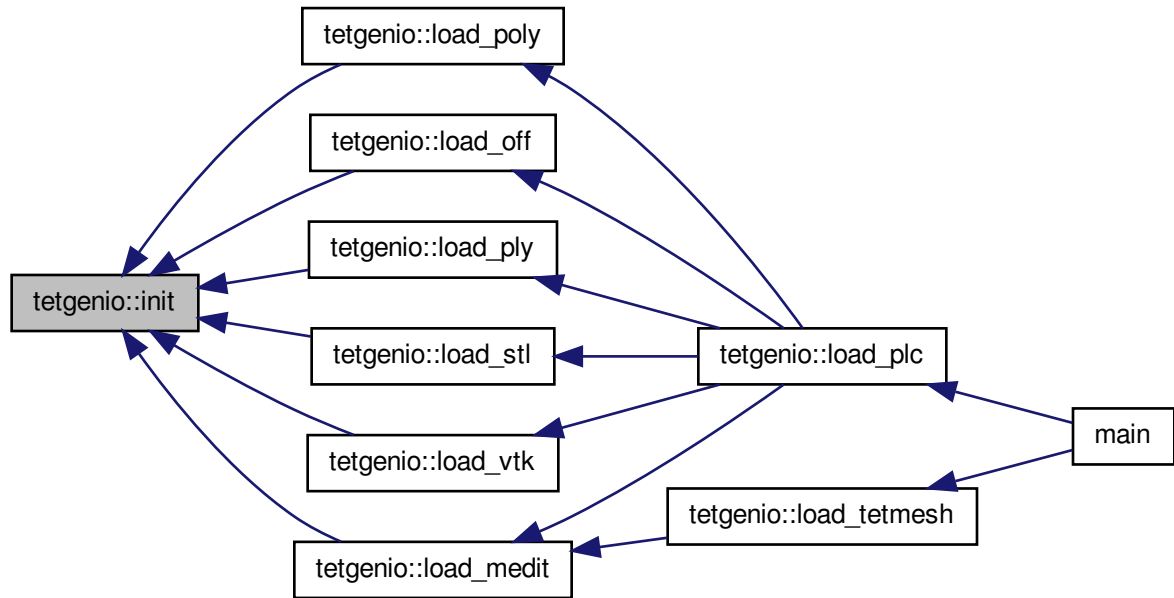 tetgenio::load_poly
tetgenio::load_off
tetgenio::load_ply
tetgenio::init
tetgenio::load_stl
tetgenio::load_plc
main
tetgenio::load_vtk
tetgenio::load_tetmesh
tetgenio::load_medit